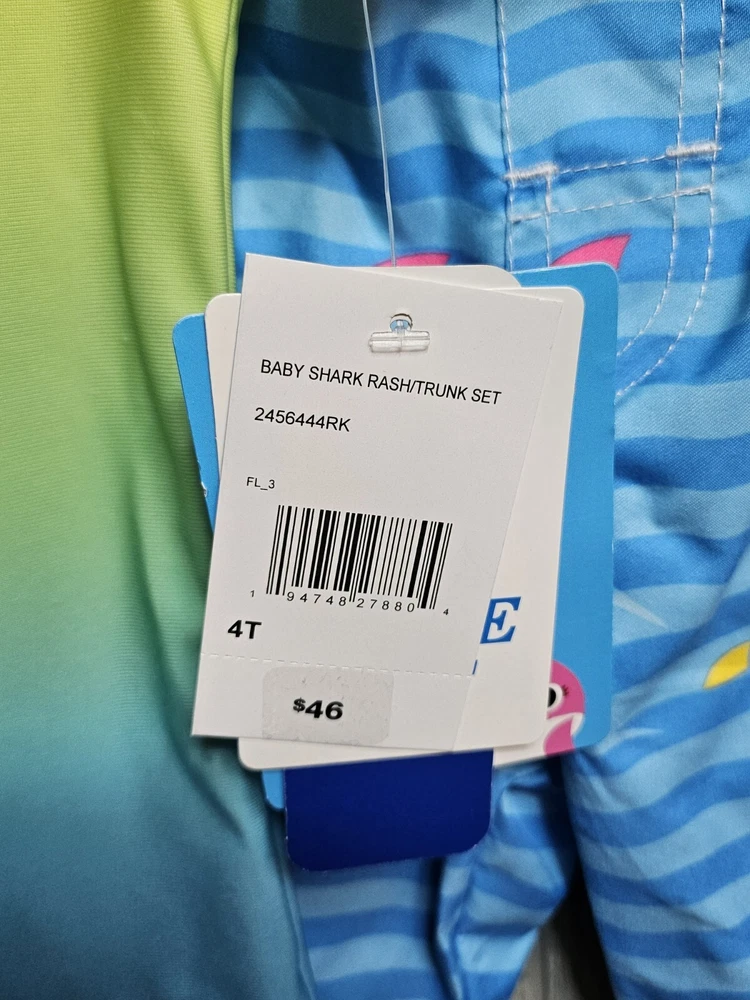 BABY SHARK RASH/TRUNK SET
2456444RK
FL_3
1 94748 27880 4
4T
E
$46